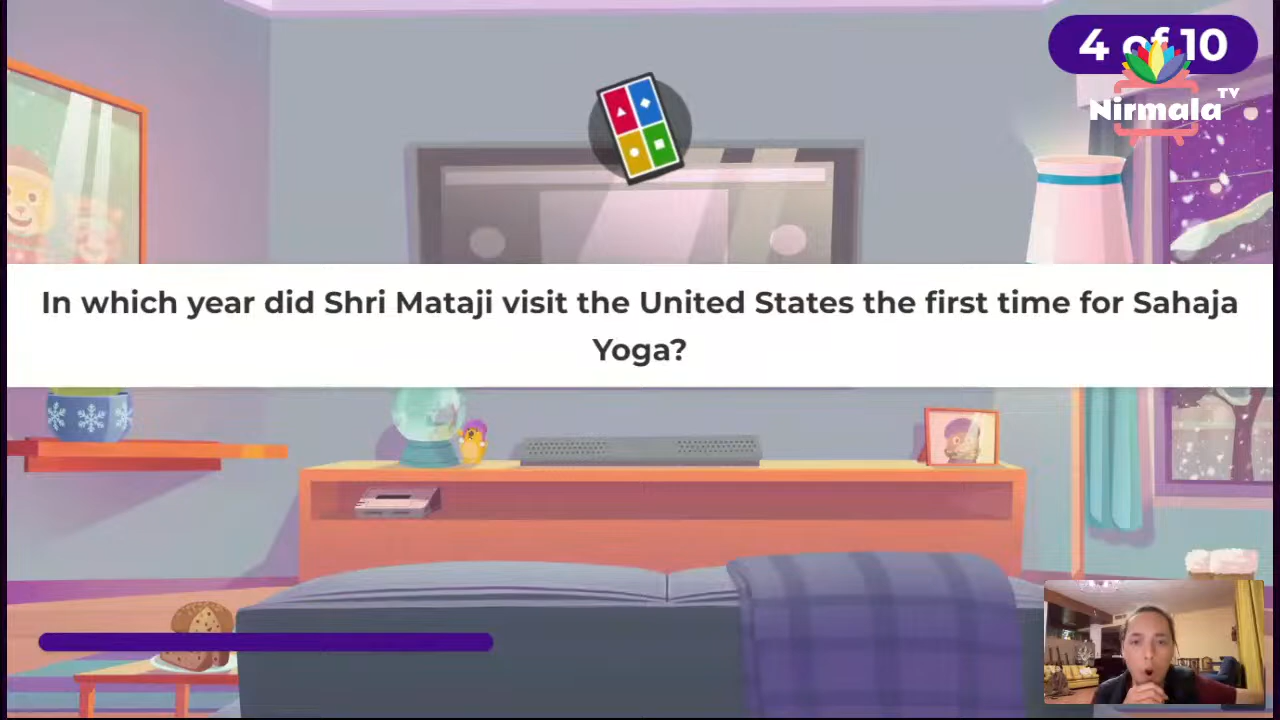 4 of 10
Nirmala TV
In which year did Shri Mataji visit the United States the first time for Sahaja
Yoga?